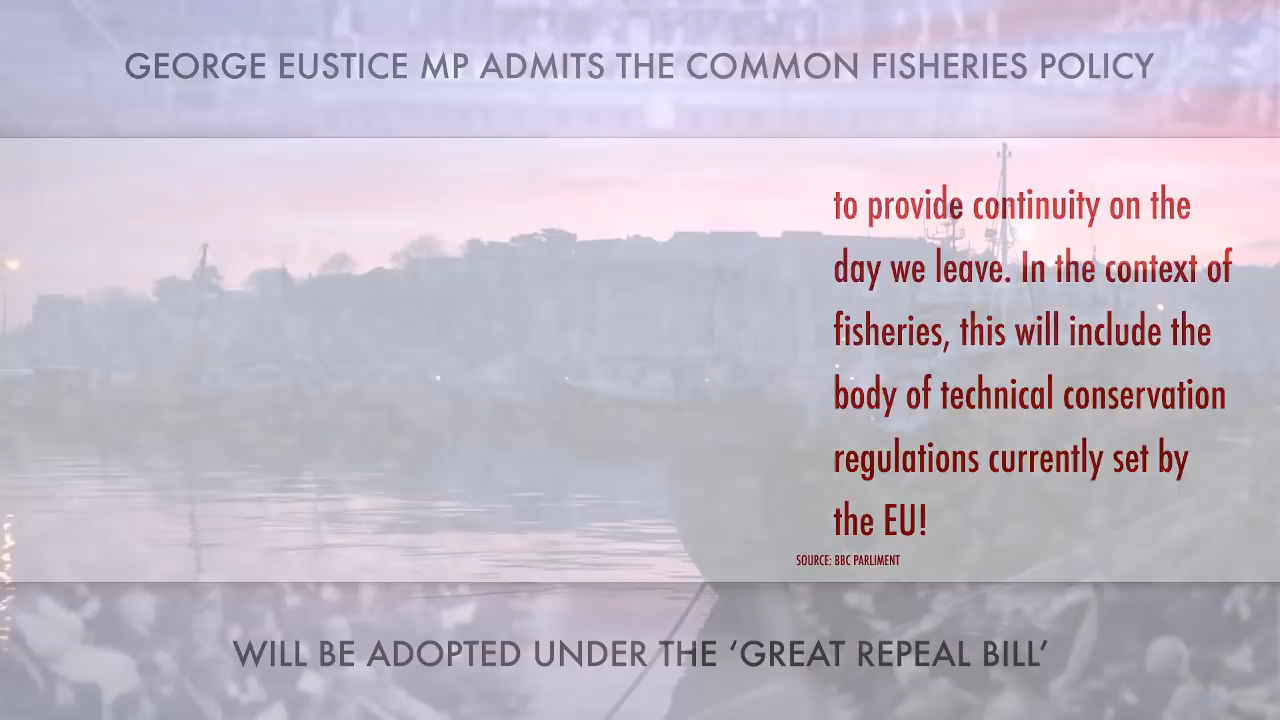 GEORGE EUSTICE MP ADMITS THE COMMON FISHERIES POLICY
to provide continuity on the
day we leave. In the context of
fisheries, this will include the
body of technical conservation
regulations currently set by
the EU!
SOURCE: BBC PARLIMENT
WILL BE ADOPTED UNDER THE ‘GREAT REPEAL BILL’